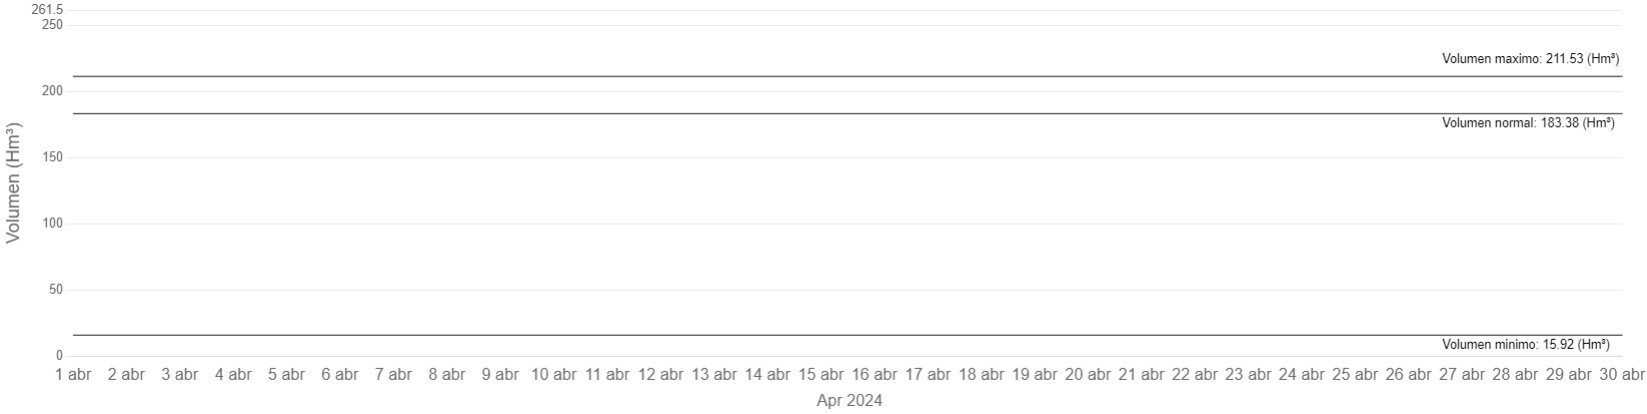 261.5
250
Volumen maximo: 211.53 (Hm³)
200
Volumen normal: 183.38 (Hm³)
150
Volumen (Hm³)
100
50
Volumen minimo: 15.92 (Hm³)
0
1 abr 2 abr 3 abr 4 abr 5 abr 6 abr 7 abr 8 abr 9 abr 10 abr 11 abr 12 abr 13 abr 14 abr 15 abr 16 abr 17 abr 18 abr 19 abr 20 abr 21 abr 22 abr 23 abr 24 abr 25 abr 26 abr 27 abr 28 abr 29 abr 30 abr
Apr 2024